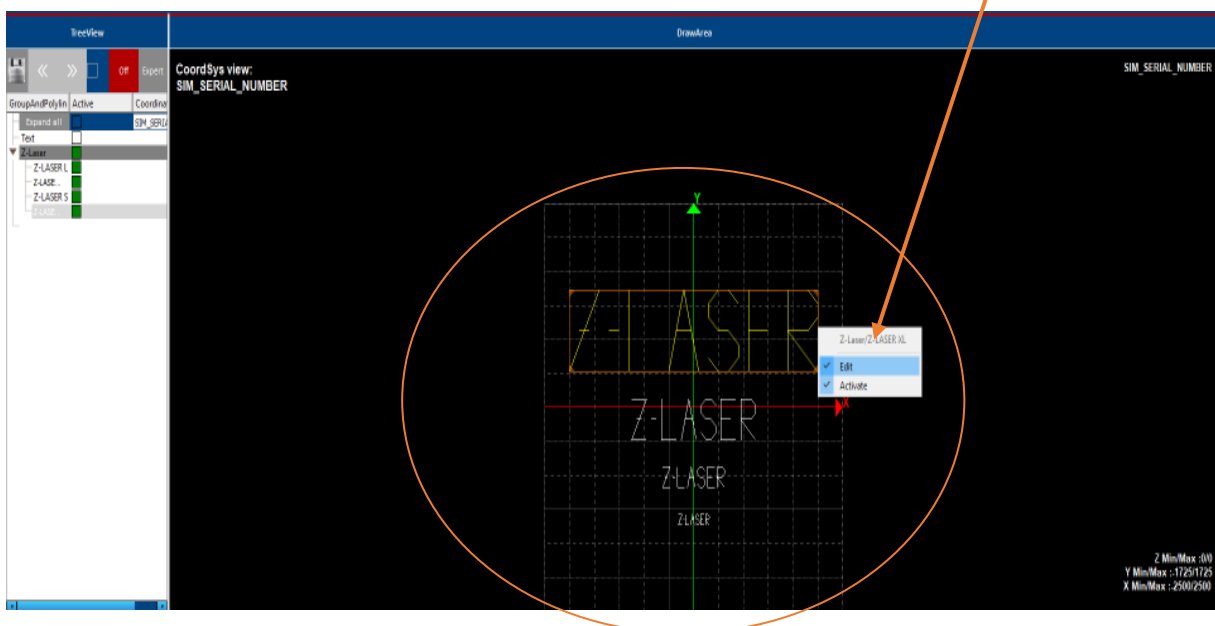 TreeView
DrawArea
Off
Expert
CoordSys view:
SIM_SERIAL_NUMBER
SIM_SERIAL_NUMBER
GroupAndPolylin
Active
Coordina
Expand all
SIM_SERIA
Text
Z-Laser
Z-LASER L
Z-LASE...
Z-LASER S
Z-LASE...
Y
Z-LASER
Z-Laser/Z-LASER XL
Edit
Activate
X
Z-LASER
Z-LASER
Z-LASER
Z Min/Max :0/0
Y Min/Max :-1725/1725
X Min/Max :-2500/2500